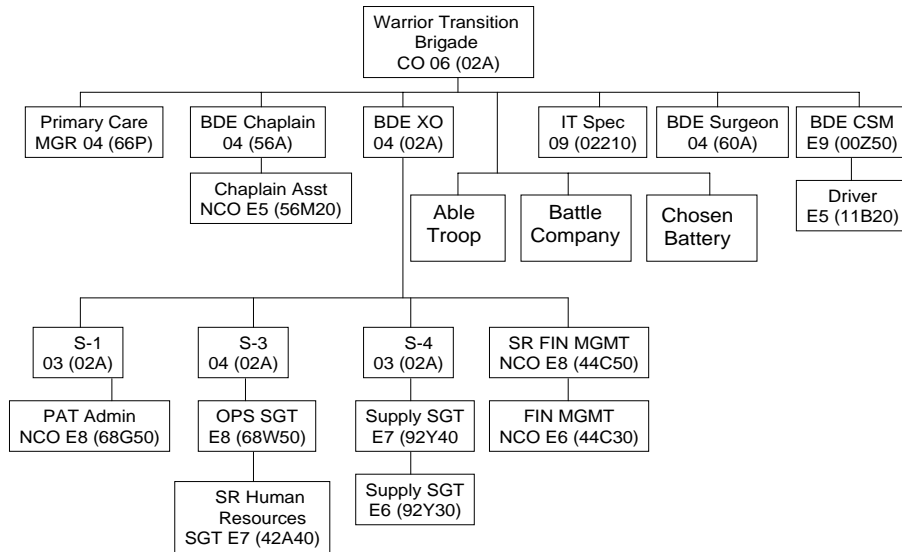 Warrior Transition
Brigade
CO 06 (02A)
Primary Care
MGR 04 (66P)
BDE Chaplain
04 (56A)
BDE XO
04 (02A)
IT Spec
09 (02210)
BDE Surgeon
04 (60A)
BDE CSM
E9 (00Z50)
Chaplain Asst
NCO E5 (56M20)
Able
Troop
Battle
Company
Chosen
Battery
Driver
E5 (11B20)
S-1
03 (02A)
S-3
04 (02A)
S-4
03 (02A)
SR FIN MGMT
NCO E8 (44C50)
PAT Admin
NCO E8 (68G50)
OPS SGT
E8 (68W50)
Supply SGT
E7 (92Y40
FIN MGMT
NCO E6 (44C30)
SR Human
Resources
SGT E7 (42A40)
Supply SGT
E6 (92Y30)